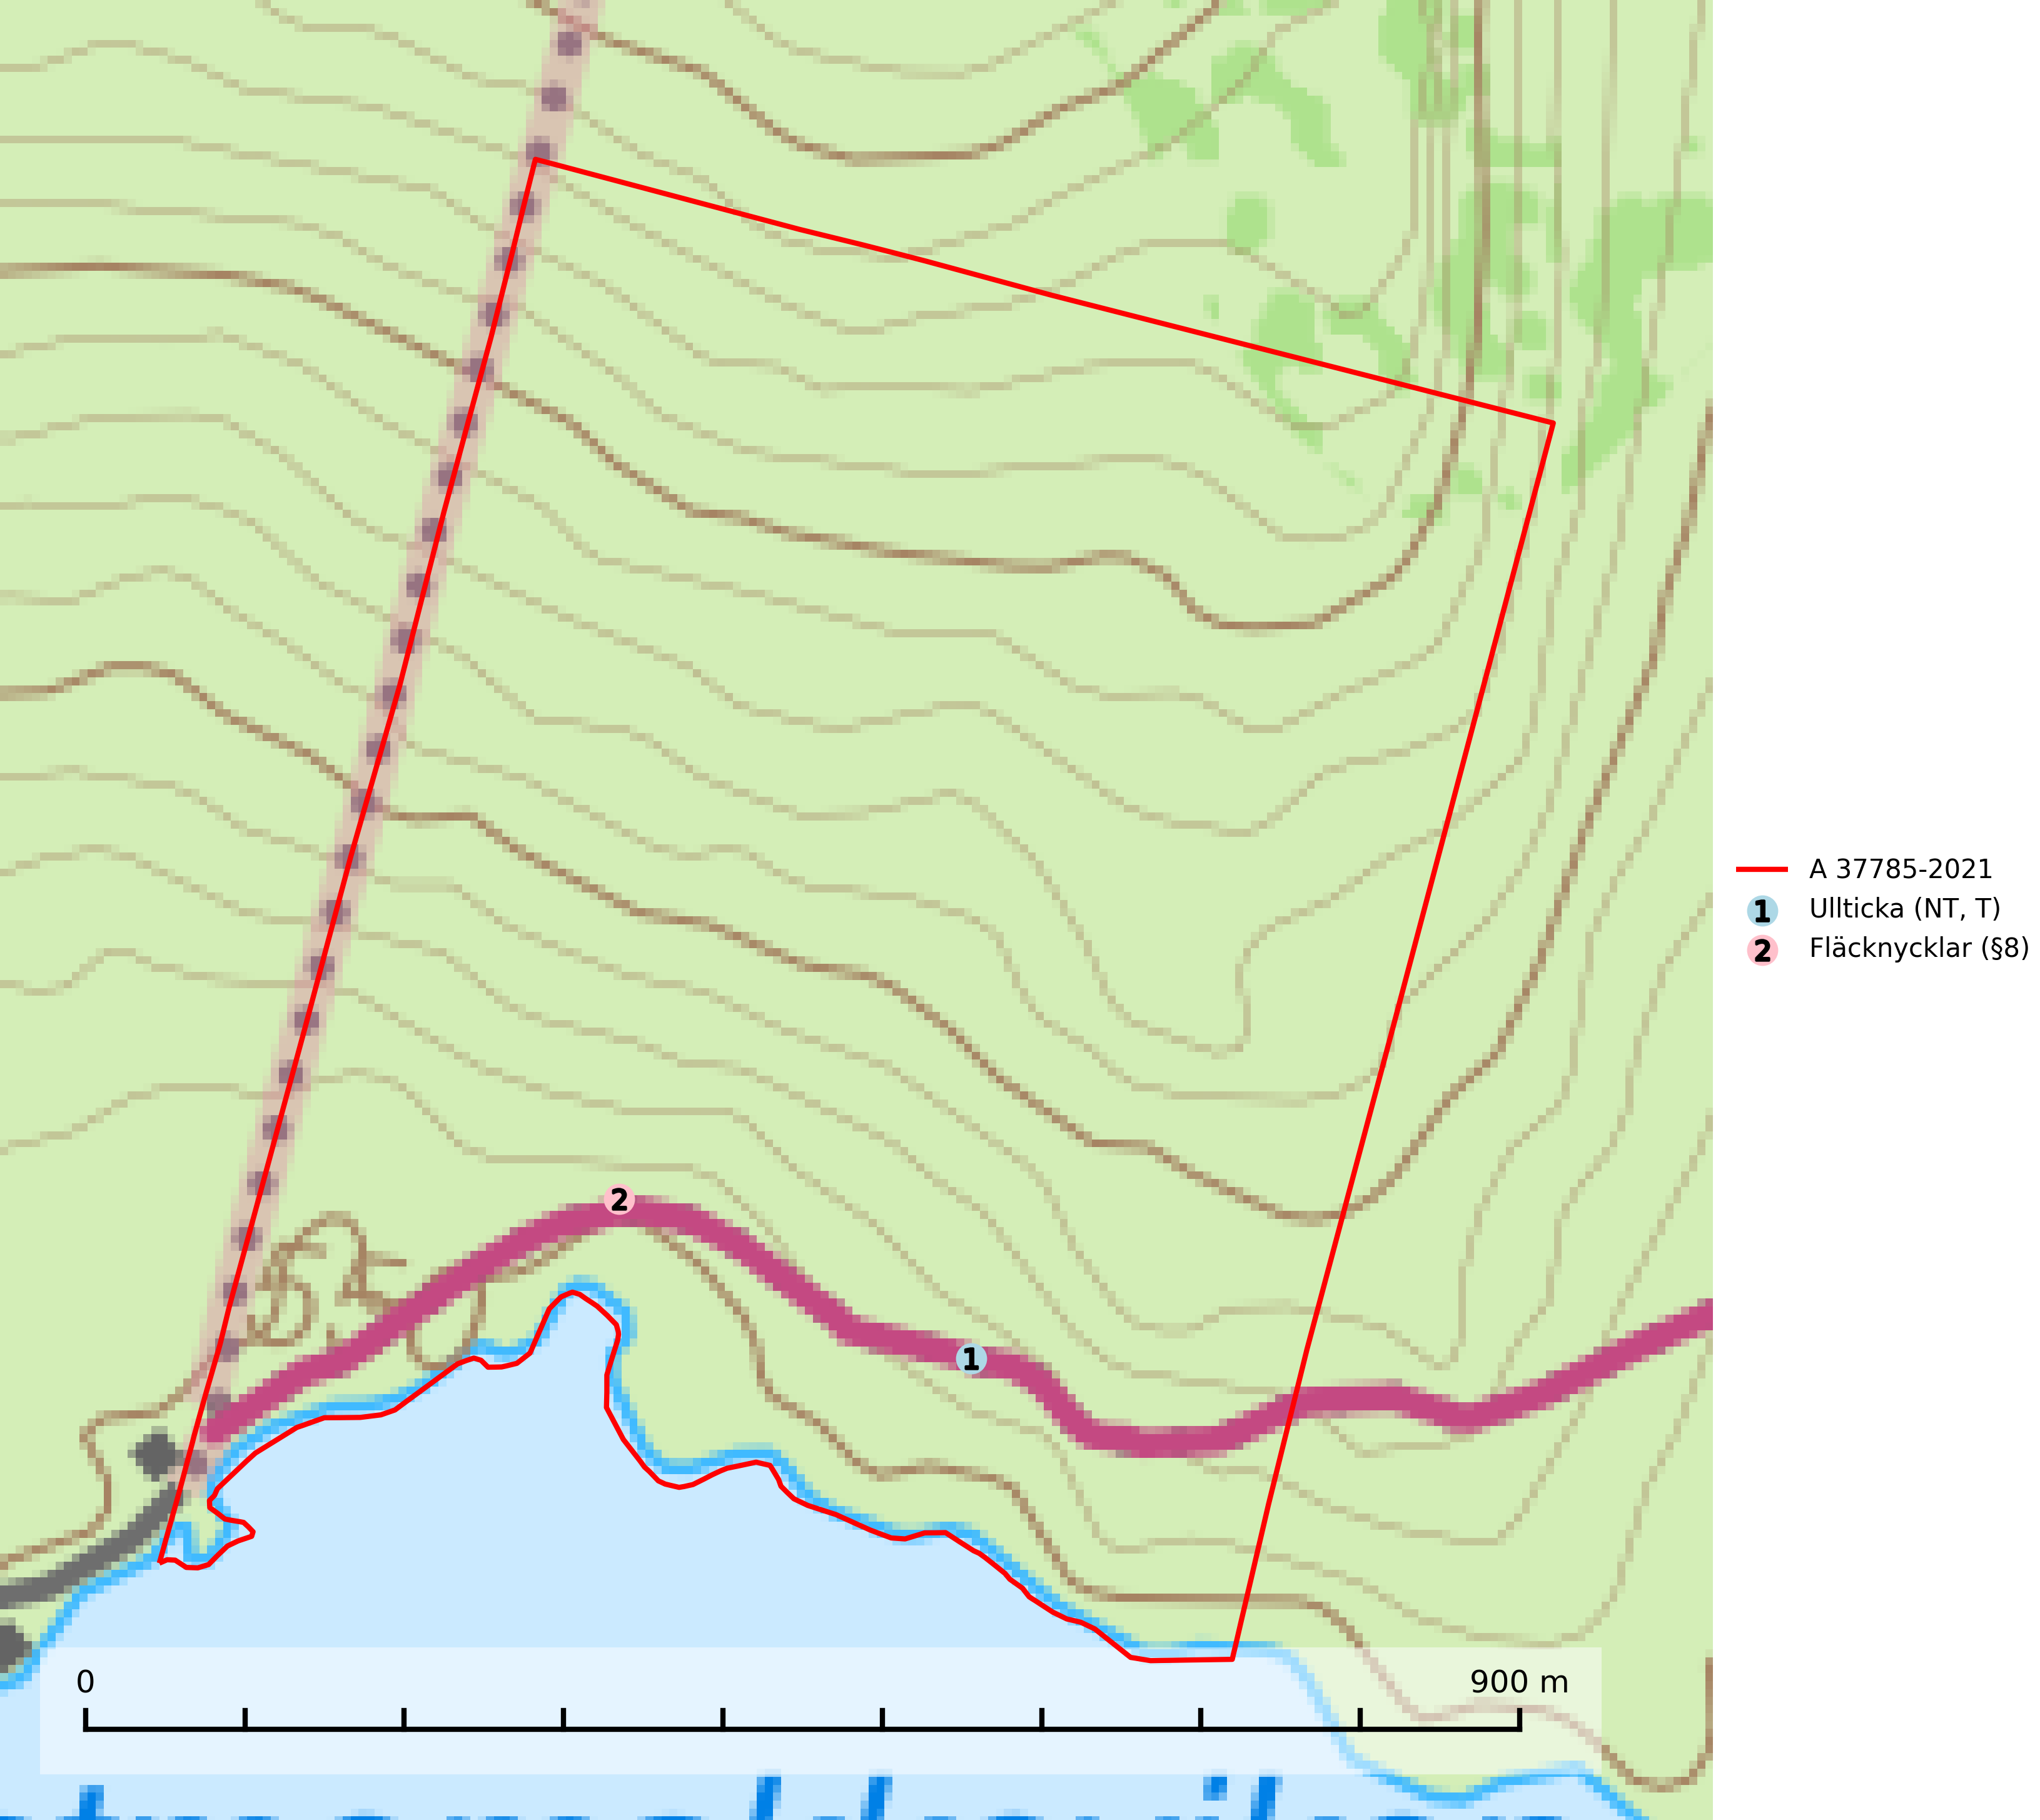 A 37785-2021
1 Ullticka (NT, T)
2 Fläcknycklar (§8)
2
1
0 900 m